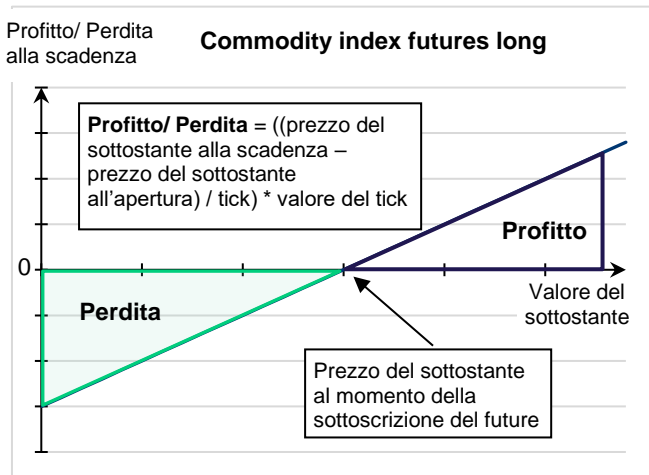 Profitto/ Perdita
alla scadenza
Commodity index futures long
Profitto/ Perdita = ((prezzo del
sottostante alla scadenza –
prezzo del sottostante
all'apertura) / tick) * valore del tick
Profitto
0
Valore del
sottostante
Perdita
Prezzo del sottostante
al momento della
sottoscrizione del future